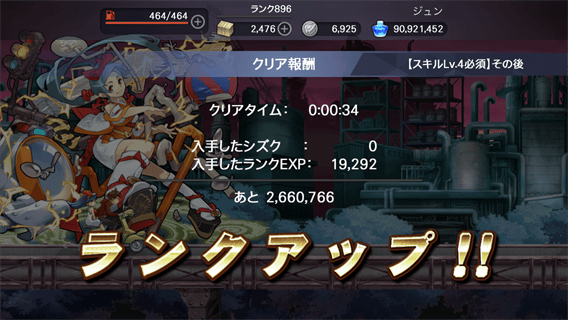 464/464
ランク896
2,476
6,925
ジュン
90,921,452
クリア報酬
【スキルLv.4必須】その後
クリアタイム： 0:00:34
入手したシズク ： 0
入手したランクEXP： 19,292
あと 2,660,766
ランクアップ!!